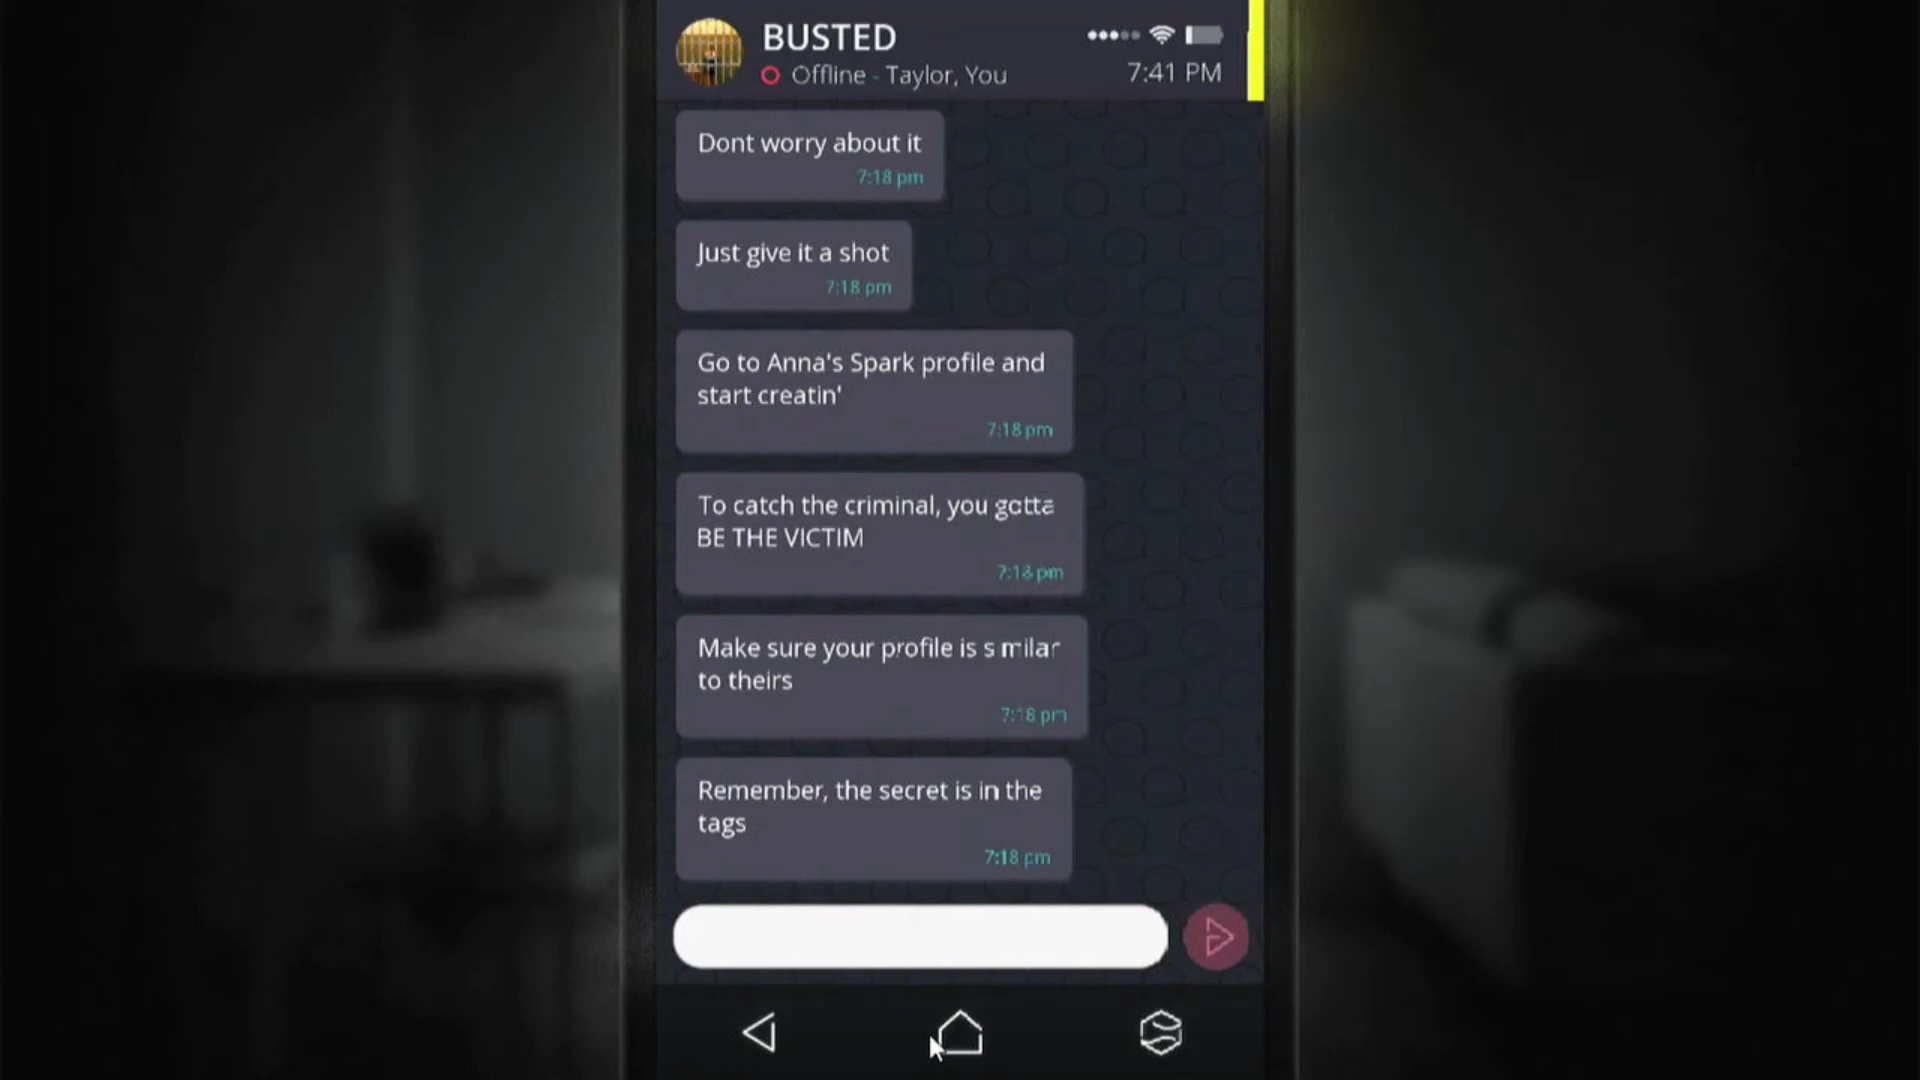 BUSTED
Offline - Taylor, You
7:41 PM
Dont worry about it
7:18 pm
Just give it a shot
7:18 pm
Go to Anna's Spark profile and
start creatin'
7:18 pm
To catch the criminal, you gotta
BE THE VICTIM
7:18 pm
Make sure your profile is similar
to theirs
7:18 pm
Remember, the secret is in the
tags
7:18 pm